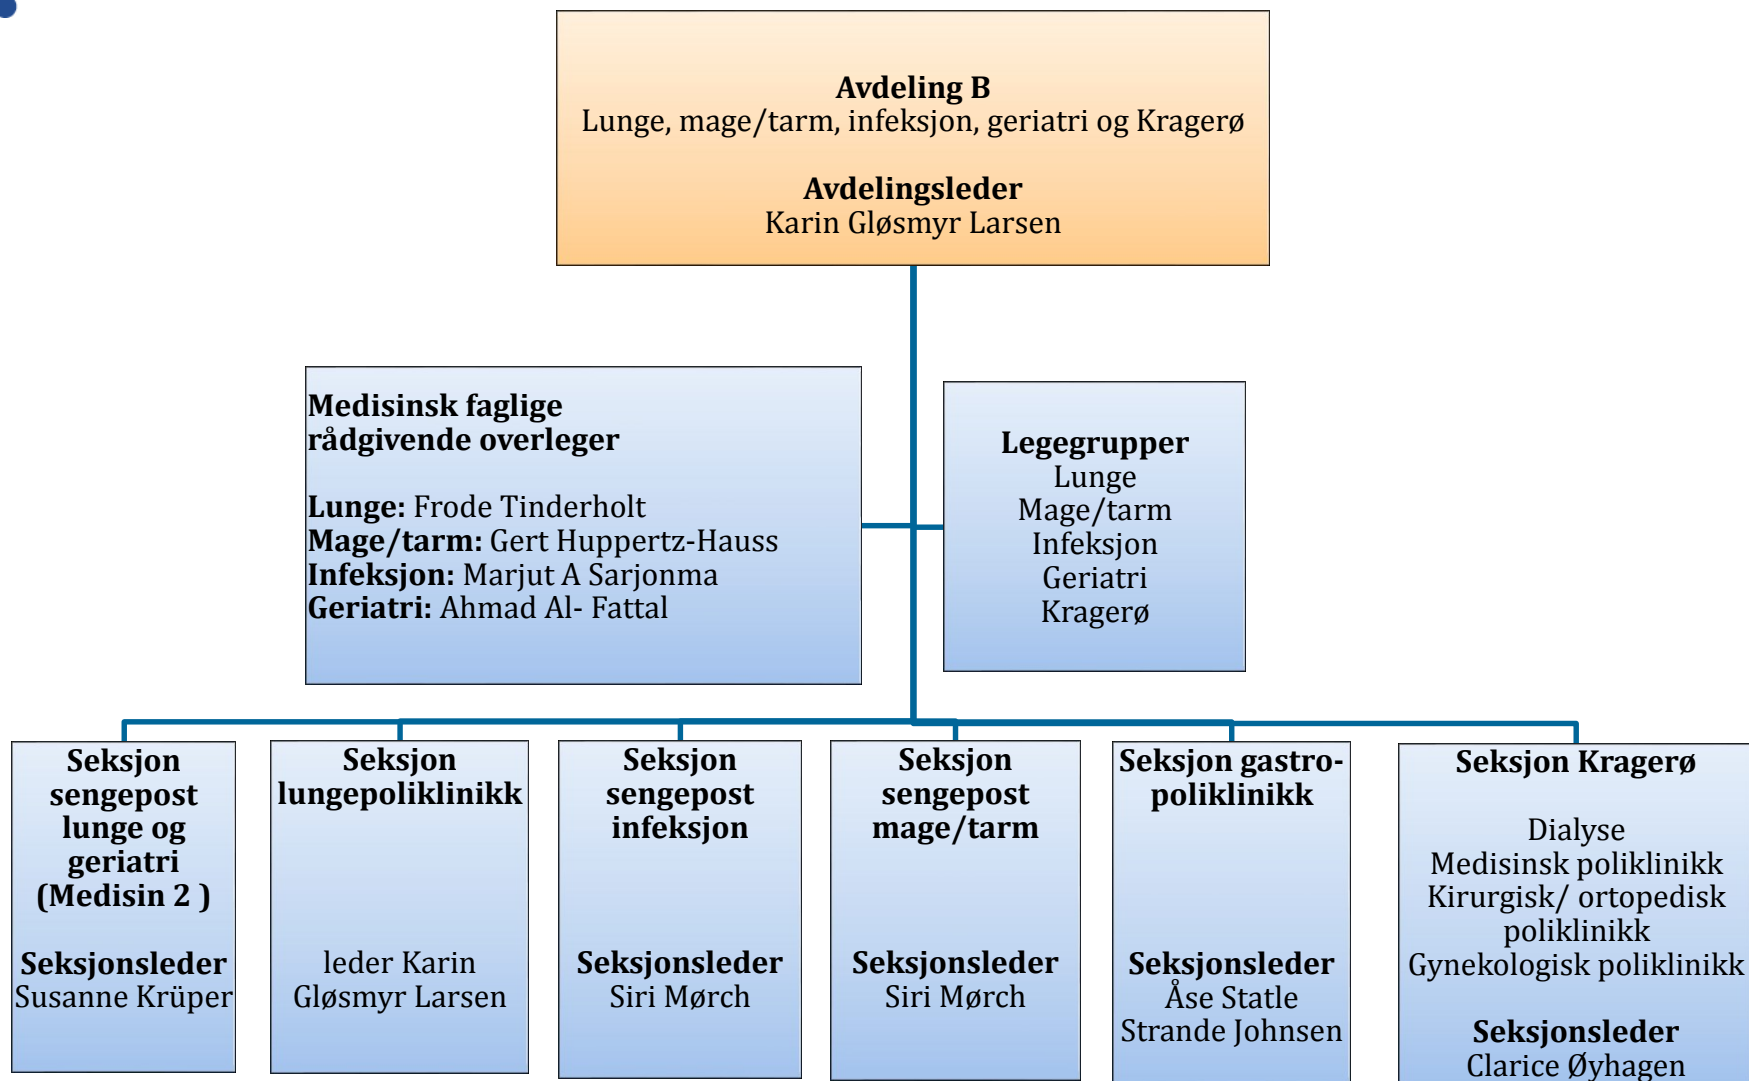 Avdeling B
Lunge, mage/tarm, infeksjon, geriatri og Kragerø
Avdelingsleder
Karin Gløsmyr Larsen
Medisinsk faglige
rådgivende overleger
Lunge: Frode Tinderholt
Mage/tarm: Gert Huppertz-Hauss
Infeksjon: Marjut A Sarjonma
Geriatri: Ahmad Al- Fattal
Legegrupper
Lunge
Mage/tarm
Infeksjon
Geriatri
Kragerø
Seksjon
sengepost
lunge og
geriatri
(Medisin 2 )
Seksjonsleder
Susanne Krüper
Seksjon
lungepoliklinikk
leder Karin
Gløsmyr Larsen
Seksjon
sengepost
infeksjon
Seksjonsleder
Siri Mørch
Seksjon
sengepost
mage/tarm
Seksjonsleder
Siri Mørch
Seksjon gastro-
poliklinikk
Seksjonsleder
Åse Statle
Strande Johnsen
Seksjon Kragerø
Dialyse
Medisinsk poliklinikk
Kirurgisk/ ortopedisk
poliklinikk
Gynekologisk poliklinikk
Seksjonsleder
Clarice Øyhagen